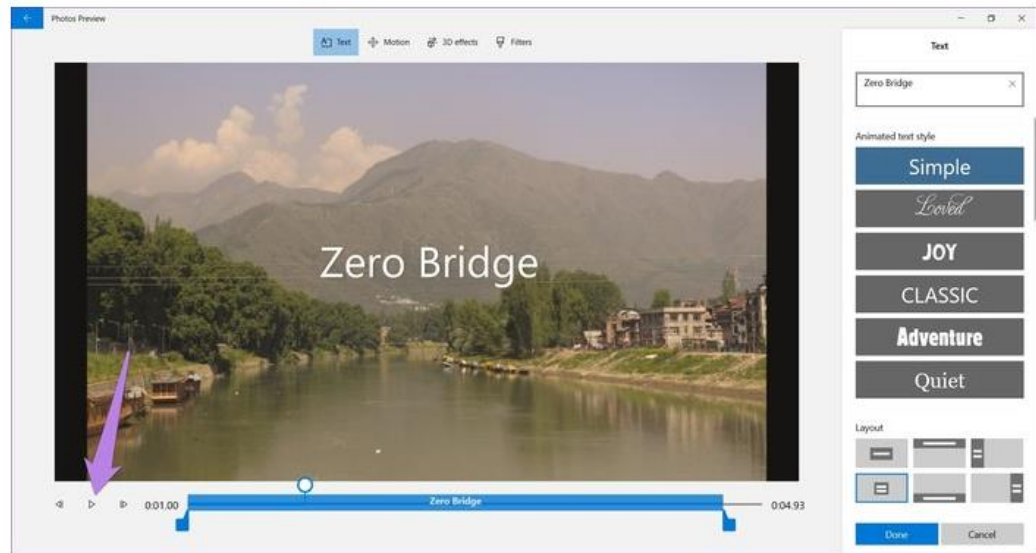 Photos Preview
Text Motion 3D effects Filters
Text
Zero Bridge
Animated text style
Simple
Loved
JOY
CLASSIC
Adventure
Quiet
Layout
Zero Bridge
0:01.00 Zero Bridge 0:04.93
Done Cancel